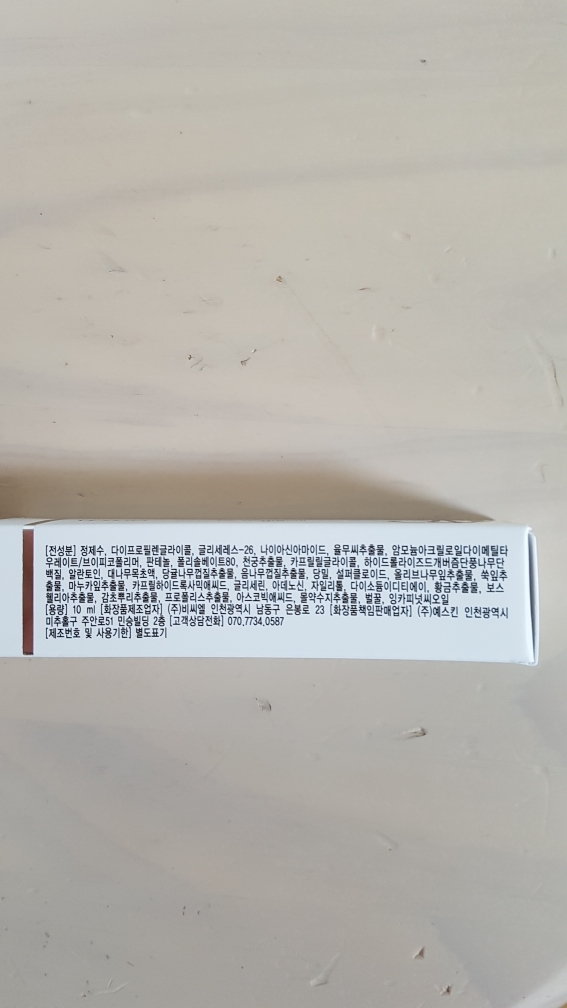 [전성분] 정제수, 다이프로필렌글라이콜, 글리세레스-26, 나이아신아마이드, 율무씨추출물, 암모늄아크릴로일다이메틸타
우레이트/브이피코폴리머, 판테놀, 폴리솔베이트80, 천궁추출물, 카프릴릴글라이콜, 하이드롤라이즈드개버즘단풍나무단
백질, 알란토인, 대나무목초액, 당귤나무껍질추출물, 음나무껍질추출물, 당밀, 설퍼콜로이드, 올리브나무잎추출물, 쑥잎추
출물, 마누카잎추출물, 카프릴하이드록사믹애씨드, 글리세린, 아데노신, 자일리톨, 다이소듐이디티에이, 황금추출물, 보스
웰리아추출물, 감초뿌리추출물, 프로폴리스추출물, 아스코빅애씨드, 몰약수지추출물, 벌꿀, 잉카피넛씨오일
[용량] 10 ml [화장품제조업자] (주)비씨엘 인천광역시 남동구 은봉로 23 [화장품책임판매업자] (주)예스킨 인천광역시
미추홀구 주안로51 민승빌딩 2층 [고객상담전화] 070.7734.0587
[제조번호 및 사용기한] 별도표기